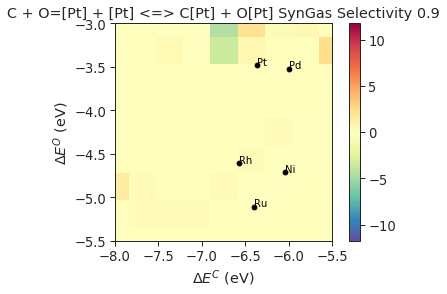 C + O=[Pt] + [Pt] <=> C[Pt] + O[Pt] SynGas Selectivity 0.9
−3.0
−3.5
−4.0
−4.5
−5.0
−5.5
ΔE^O (eV)
Pt
Pd
Rh
Ni
Ru
−8.0 −7.5 −7.0 −6.5 −6.0 −5.5
ΔE^C (eV)
10
5
0
−5
−10